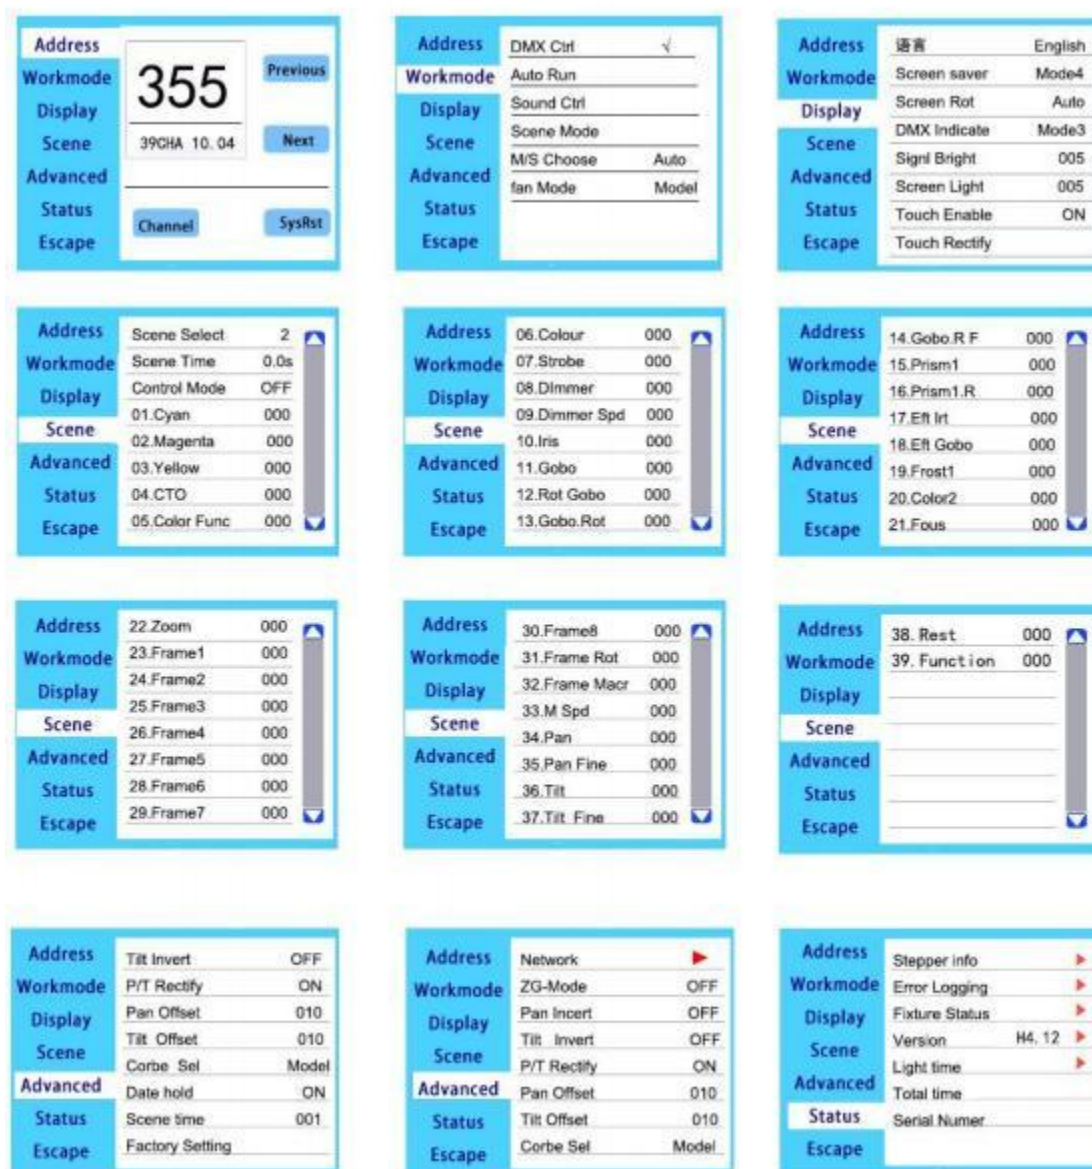 Address
Workmode
Display
Scene
Advanced
Status
Escape
355
39CHA 10.04
Previous
Next
Channel
SysRst
Address
Workmode
Display
Scene
Advanced
Status
Escape
DMX Ctrl √
Auto Run
Sound Ctrl
Scene Mode
M/S Choose Auto
fan Mode Model
Address
Workmode
Display
Scene
Advanced
Status
Escape
语言 English
Screen saver Mode4
Screen Rot Auto
DMX Indicate Mode3
Signl Bright 005
Screen Light 005
Touch Enable ON
Touch Rectify
Address
Workmode
Display
Scene
Advanced
Status
Escape
Scene Select 2
Scene Time 0.0s
Control Mode OFF
01.Cyan 000
02.Magenta 000
03.Yellow 000
04.CTO 000
05.Color Func 000
Address
Workmode
Display
Scene
Advanced
Status
Escape
06.Colour 000
07.Strobe 000
08.DImmer 000
09.Dimmer Spd 000
10.Iris 000
11.Gobo 000
12.Rot Gobo 000
13.Gobo.Rot 000
Address
Workmode
Display
Scene
Advanced
Status
Escape
14.Gobo.R F 000
15.Prism1 000
16.Prism1.R 000
17.Eft Irt 000
18.Eft Gobo 000
19.Frost1 000
20.Color2 000
21.Fous 000
Address
Workmode
Display
Scene
Advanced
Status
Escape
22.Zoom 000
23.Frame1 000
24.Frame2 000
25.Frame3 000
26.Frame4 000
27.Frame5 000
28.Frame6 000
29.Frame7 000
Address
Workmode
Display
Scene
Advanced
Status
Escape
30.Frame8 000
31.Frame Rot 000
32.Frame Macr 000
33.M Spd 000
34.Pan 000
35.Pan Fine 000
36.Tilt 000
37.Tilt Fine 000
Address
Workmode
Display
Scene
Advanced
Status
Escape
38. Rest 000
39. Function 000
Address
Workmode
Display
Scene
Advanced
Status
Escape
Tilt Invert OFF
P/T Rectify ON
Pan Offset 010
Tilt Offset 010
Corbe Sel Model
Date hold ON
Scene time 001
Factory Setting
Address
Workmode
Display
Scene
Advanced
Status
Escape
Network
ZG-Mode OFF
Pan Incert OFF
Tilt Invert OFF
P/T Rectify ON
Pan Offset 010
Tilt Offset 010
Corbe Sel Model
Address
Workmode
Display
Scene
Advanced
Status
Escape
Stepper info
Error Logging
Fixture Status
Version H4.12
Light time
Total time
Serial Numer